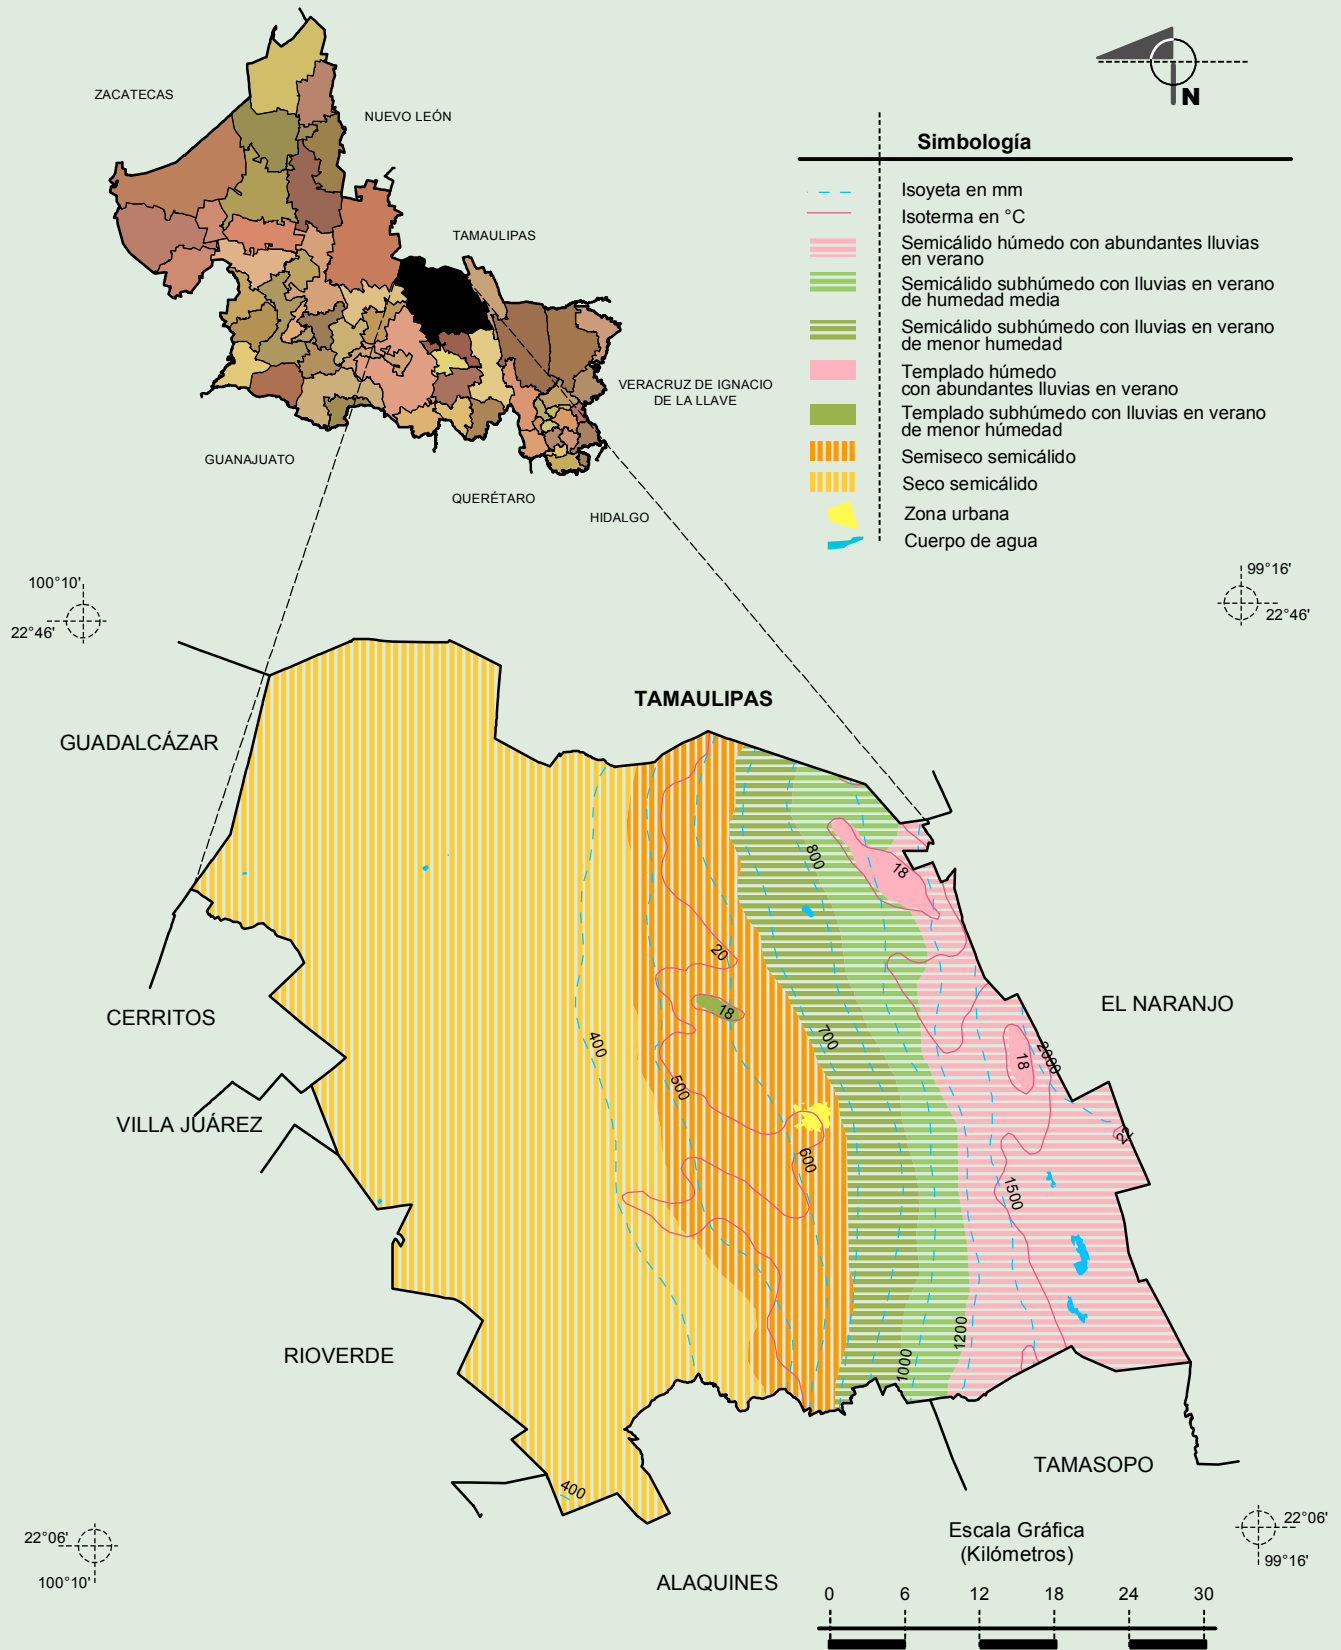 ZACATECAS
NUEVO LEÓN
TAMAULIPAS
VERACRUZ DE IGNACIO
DE LA LLAVE
GUANAJUATO
QUERÉTARO
HIDALGO
N
Simbología
Isoyeta en mm
Isoterma en °C
Semicálido húmedo con abundantes lluvias
en verano
Semicálido subhúmedo con lluvias en verano
de humedad media
Semicálido subhúmedo con lluvias en verano
de menor humedad
Templado húmedo
con abundantes lluvias en verano
Templado subhúmedo con lluvias en verano
de menor húmedad
Semiseco semicálido
Seco semicálido
Zona urbana
Cuerpo de agua
100°10'
22°46'
99°16'
22°46'
TAMAULIPAS
GUADALCÁZAR
CERRITOS
VILLA JUÁREZ
RIOVERDE
EL NARANJO
TAMASOPO
ALAQUINES
800
18
20
18
400
700
500
18
2000
22
600
1500
1200
1000
400
22°06'
100°10'
22°06'
99°16'
Escala Gráfica
(Kilómetros)
0 6 12 18 24 30